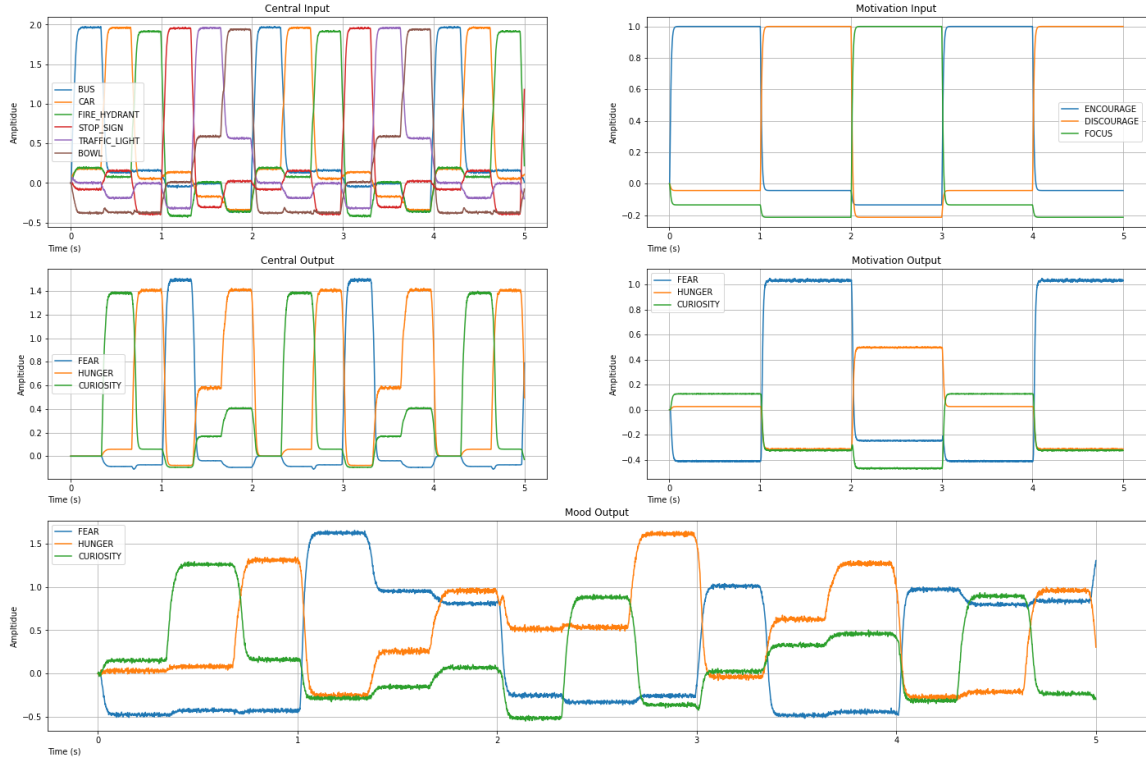 Central Input
Ampltidue
2.0
1.5
1.0
0.5
0.0
−0.5
BUS
CAR
FIRE_HYDRANT
STOP_SIGN
TRAFFIC_LIGHT
BOWL
0 1 2 3 4 5
Time (s)
Motivation Input
Ampltidue
1.0
0.8
0.6
0.4
0.2
0.0
−0.2
ENCOURAGE
DISCOURAGE
FOCUS
0 1 2 3 4 5
Time (s)
Central Output
Ampltidue
1.4
1.2
1.0
0.8
0.6
0.4
0.2
0.0
FEAR
HUNGER
CURIOSITY
0 1 2 3 4 5
Time (s)
Motivation Output
Ampltidue
1.0
0.8
0.6
0.4
0.2
0.0
−0.2
−0.4
FEAR
HUNGER
CURIOSITY
0 1 2 3 4 5
Time (s)
Mood Output
Ampltidue
1.5
1.0
0.5
0.0
−0.5
FEAR
HUNGER
CURIOSITY
0 1 2 3 4 5
Time (s)